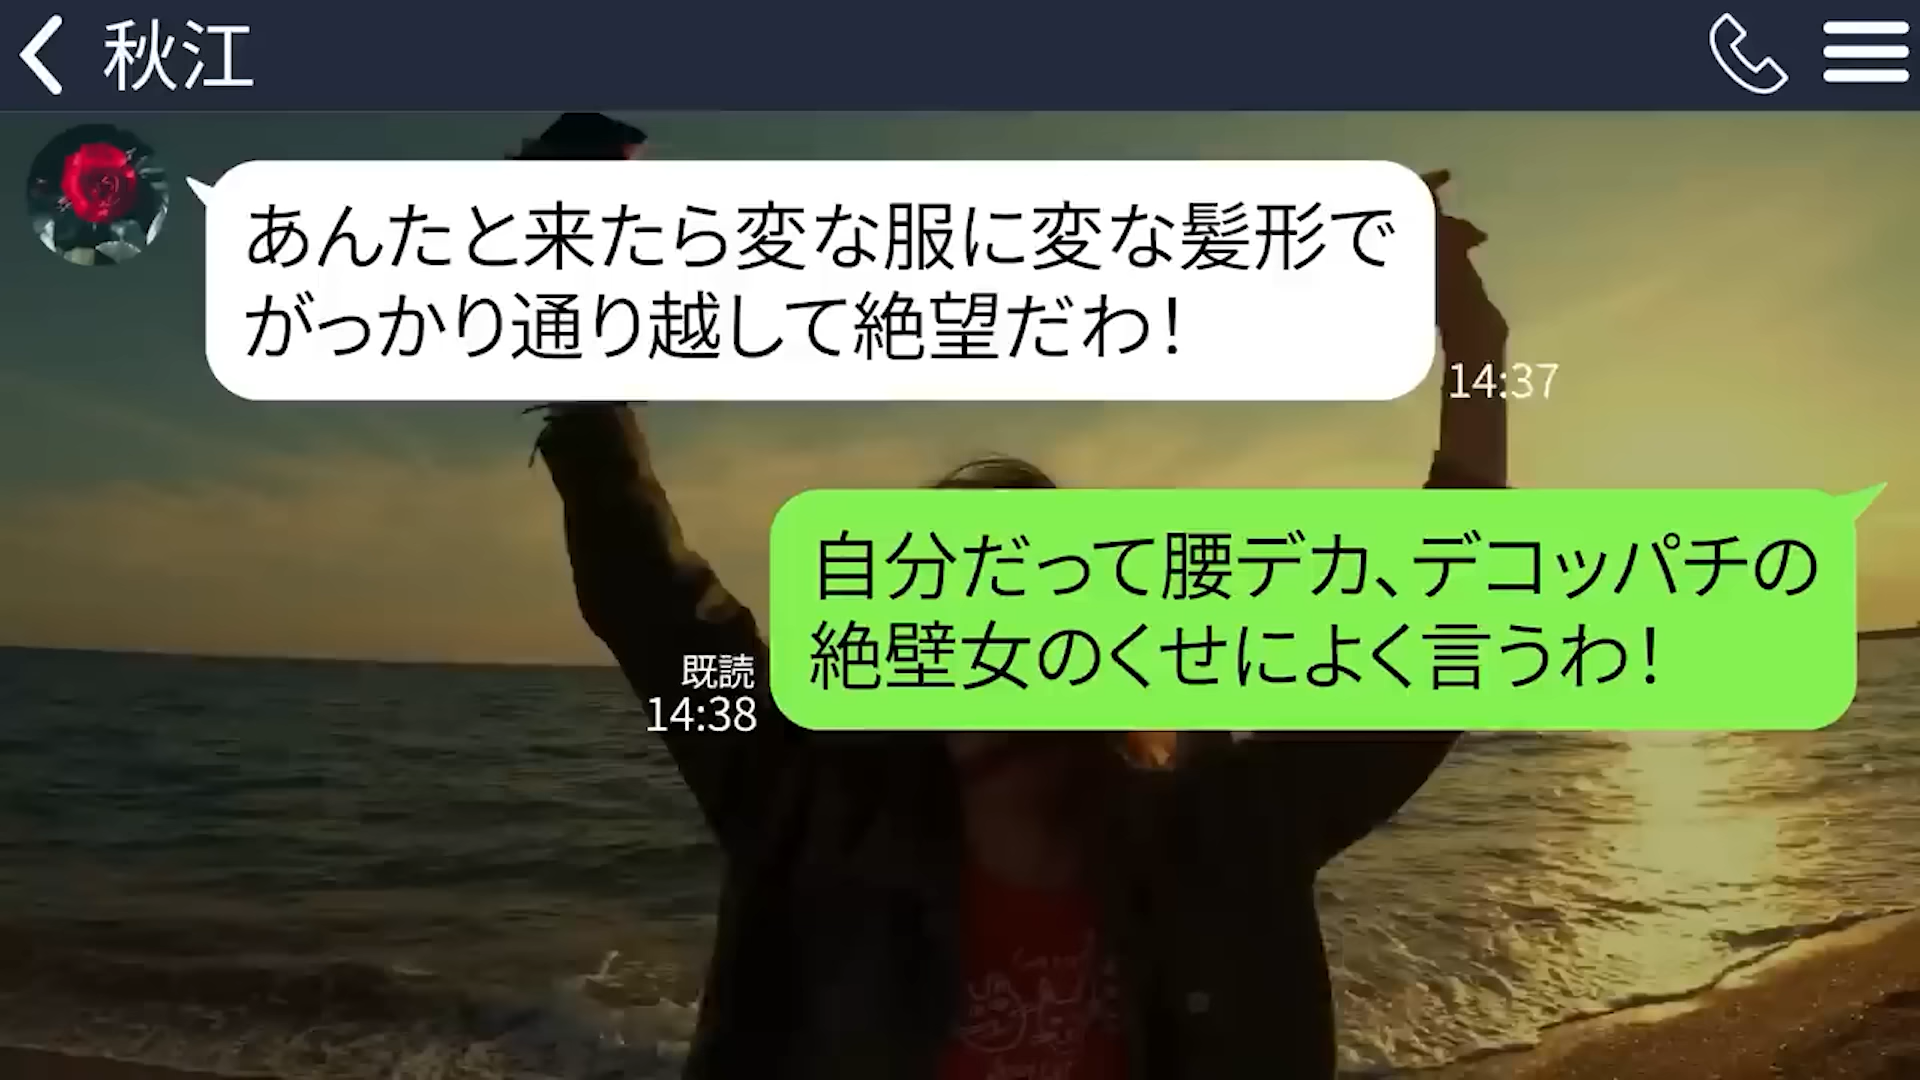 秋江
あんたと来たら変な服に変な髪形で
がっかり通り越して絶望だわ！
14:37
自分だって腰デカ、デコッパチの
絶壁女のくせによく言うわ！
既読
14:38